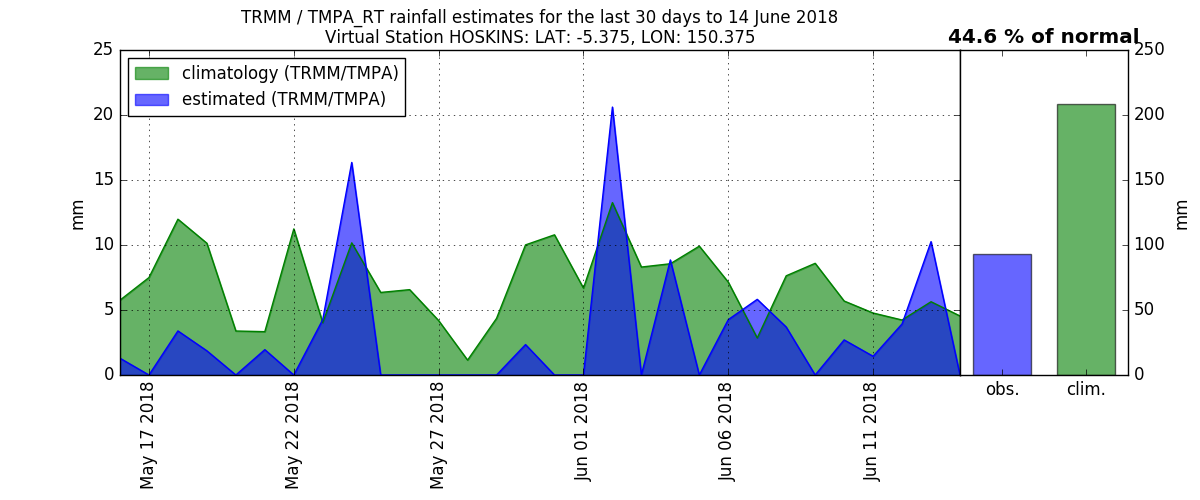 TRMM / TMPA_RT rainfall estimates for the last 30 days to 14 June 2018
Virtual Station HOSKINS: LAT: -5.375, LON: 150.375
44.6 % of normal
climatology (TRMM/TMPA)
estimated (TRMM/TMPA)
25
20
15
10
5
0
mm
250
200
150
100
50
0
mm
May 17 2018
May 22 2018
May 27 2018
Jun 01 2018
Jun 06 2018
Jun 11 2018
obs.
clim.